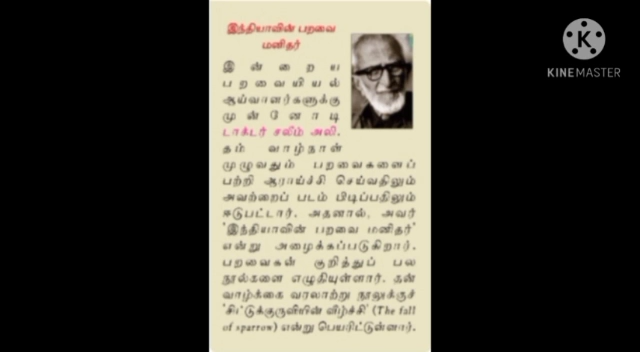 இந்தியாவின் பறவை
மனிதர்
இன்றைய
பறவையியல்
ஆய்வாளர்களுக்கு
முன்னோடி
டாக்டர் சலீம் அலி.
தம் வாழ்நாள்
முழுவதும் பறவைகளைப்
பற்றி ஆராய்ச்சி செய்வதிலும்
அவற்றைப் படம் பிடிப்பதிலும்
ஈடுபட்டார். அதனால், அவர்
'இந்தியாவின் பறவை மனிதர்'
என்று அழைக்கப்படுகிறார்.
பறவைகள் குறித்துப் பல
நூல்களை எழுதியுள்ளார். தன்
வாழ்க்கை வரலாற்று நூலுக்குச்
'சிட்டுக்குருவியின் வீழ்ச்சி' (The fall
of sparrow) என்று பெயரிட்டுள்ளார்.
KINEMASTER